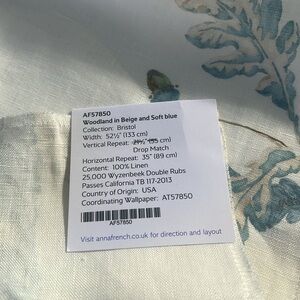 AF57850
Woodland in Beige and Soft blue
Collection: Bristol
Width: 52½" (133 cm)
Vertical Repeat: cm)
Drop Match
Horizontal Repeat: 35" (89 cm)
Content: 100% Linen
25,000 Wyzenbeek Double Rubs
Passes California TB 117-2013
Country of Origin: USA
Coordinating Wallpaper: AT57850
AF57850
Visit annafrench.co.uk for direction and layout